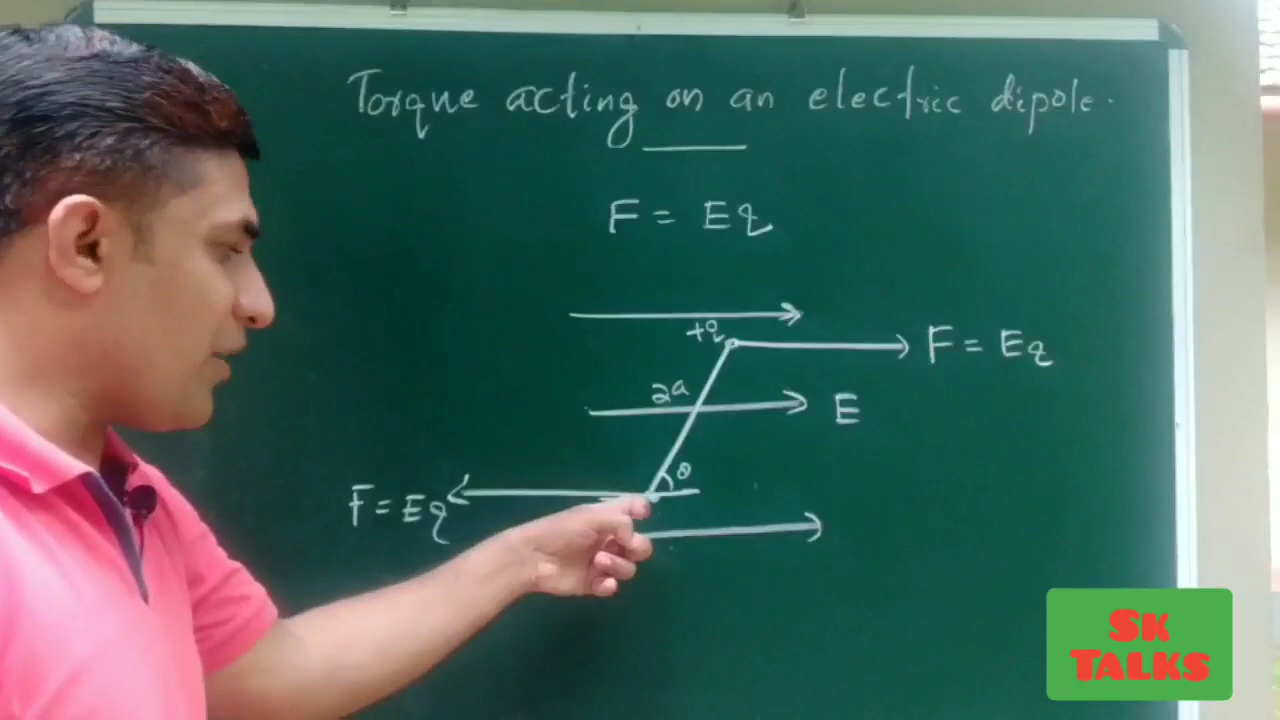 Torque acting on an electric dipole.
F = Eq
+q
F = Eq
2a
E
θ
F = Eq
SK
TALKS